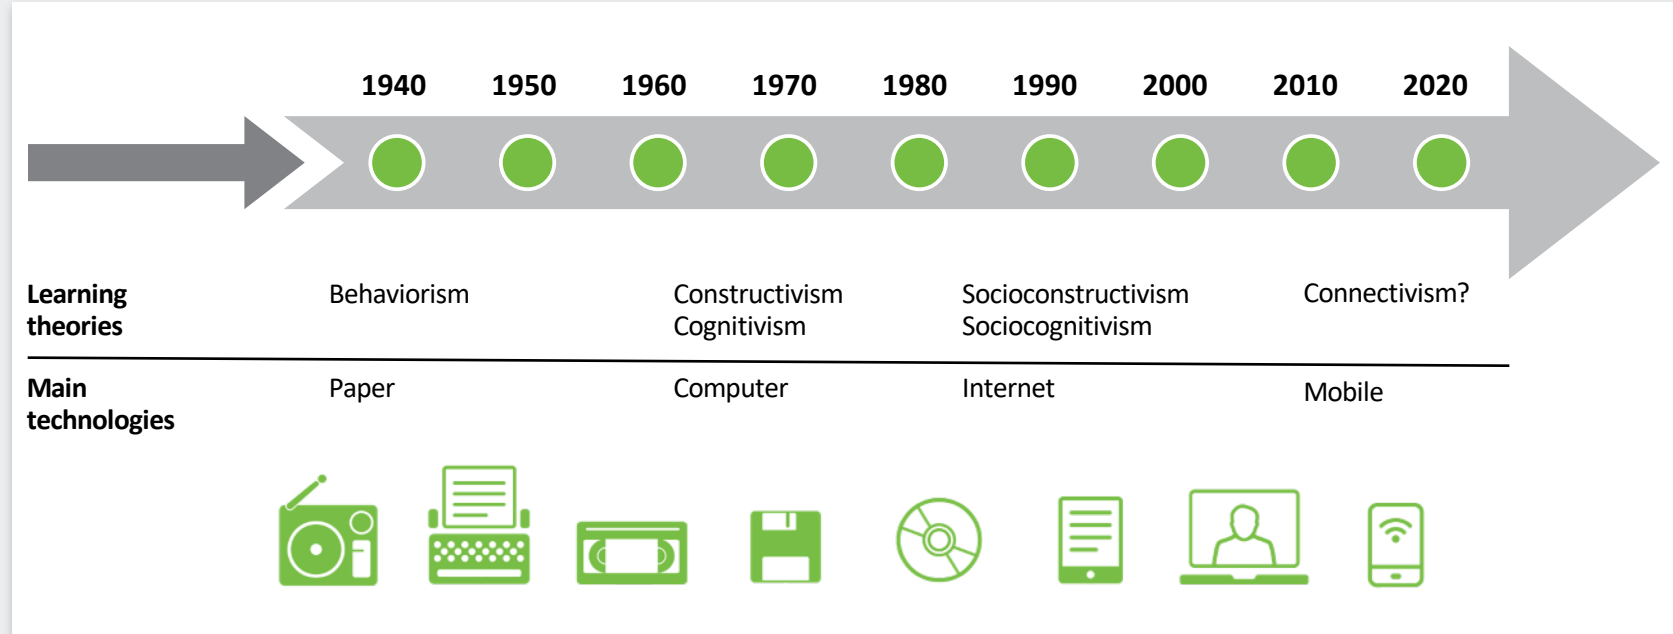 1940 1950 1960 1970 1980 1990 2000 2010 2020
Learning theories
Behaviorism
Constructivism
Cognitivism
Socioconstructivism
Sociocognitivism
Connectivism?
Main technologies
Paper
Computer
Internet
Mobile